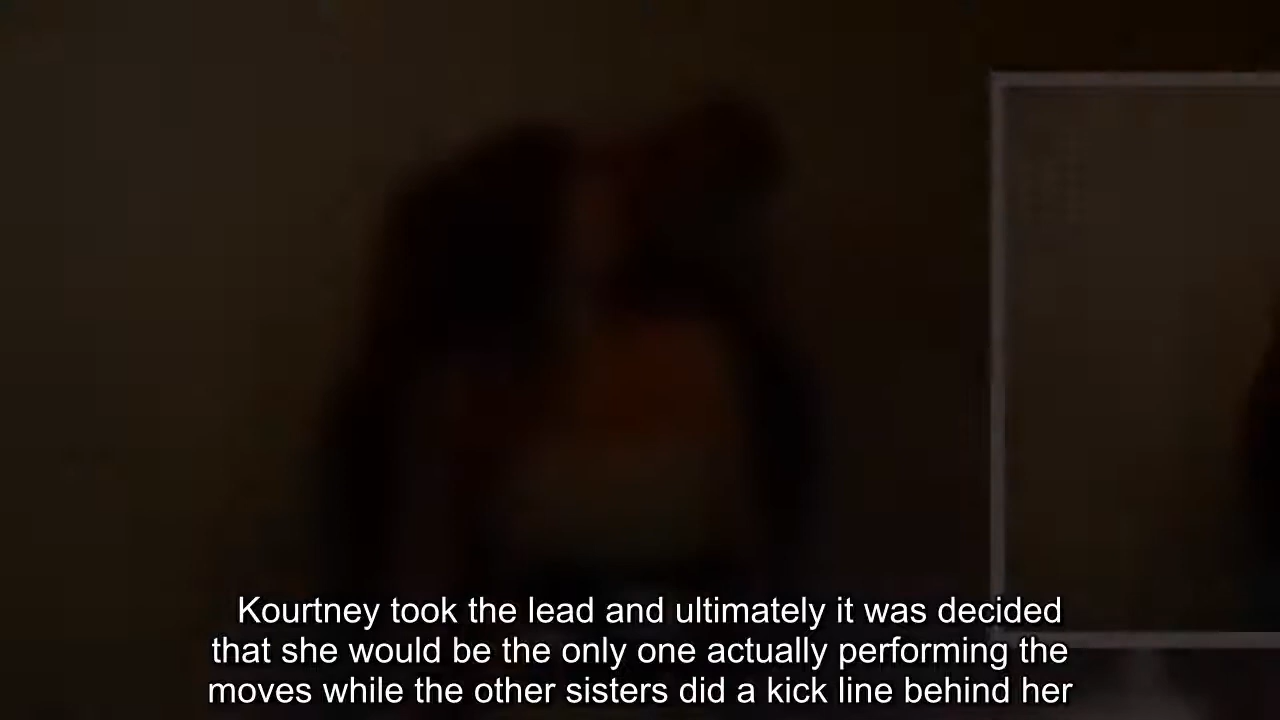 Kourtney took the lead and ultimately it was decided
that she would be the only one actually performing the
moves while the other sisters did a kick line behind her